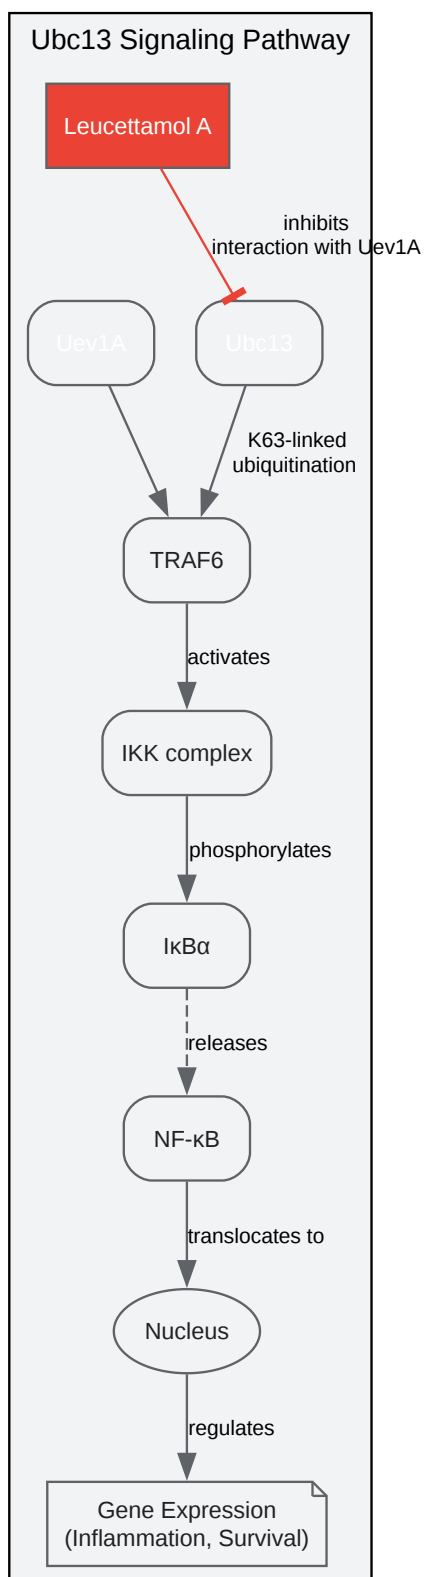 Ubc13 Signaling Pathway
Leucettamol A
inhibits
interaction with Uev1A
Uev1A
Ubc13
K63-linked
ubiquitination
TRAF6
activates
IKK complex
phosphorylates
IκBα
releases
NF-κB
translocates to
Nucleus
regulates
Gene Expression
(Inflammation, Survival)